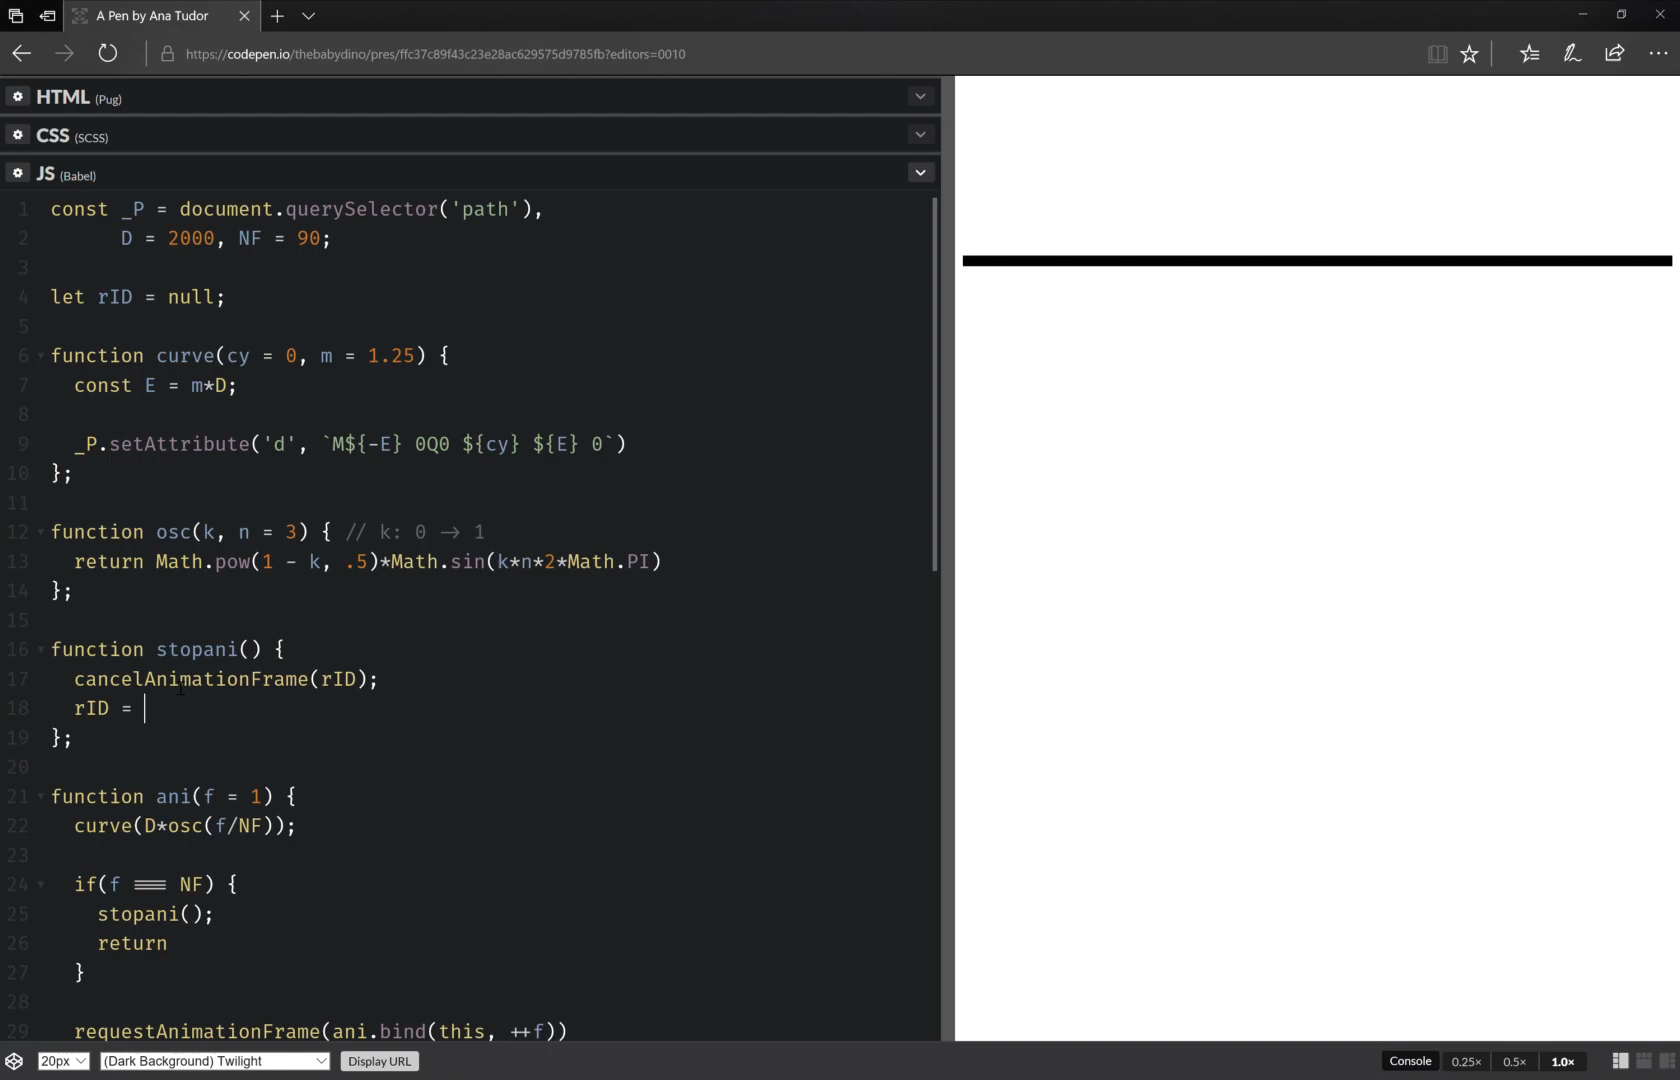 A Pen by Ana Tudor
https://codepen.io/thebabydino/pres/ffc37c89f43c23e28ac629575d9785fb?editors=0010
HTML (Pug)
CSS (SCSS)
JS (Babel)
1 const _P = document.querySelector('path'),
2 D = 2000, NF = 90;
3
4 let rID = null;
5
6 function curve(cy = 0, m = 1.25) {
7 const E = m*D;
8
9 _P.setAttribute('d', `M${-E} 0Q0 ${cy} ${E} 0`)
10 };
11
12 function osc(k, n = 3) { // k: 0 → 1
13 return Math.pow(1 - k, .5)*Math.sin(k*n*2*Math.PI)
14 };
15
16 function stopani() {
17 cancelAnimationFrame(rID);
18 rID =
19 };
20
21 function ani(f = 1) {
22 curve(D*osc(f/NF));
23
24 if(f === NF) {
25 stopani();
26 return
27 }
28
29 requestAnimationFrame(ani.bind(this, ++f))
20px (Dark Background) Twilight Display URL Console 0.25× 0.5× 1.0×